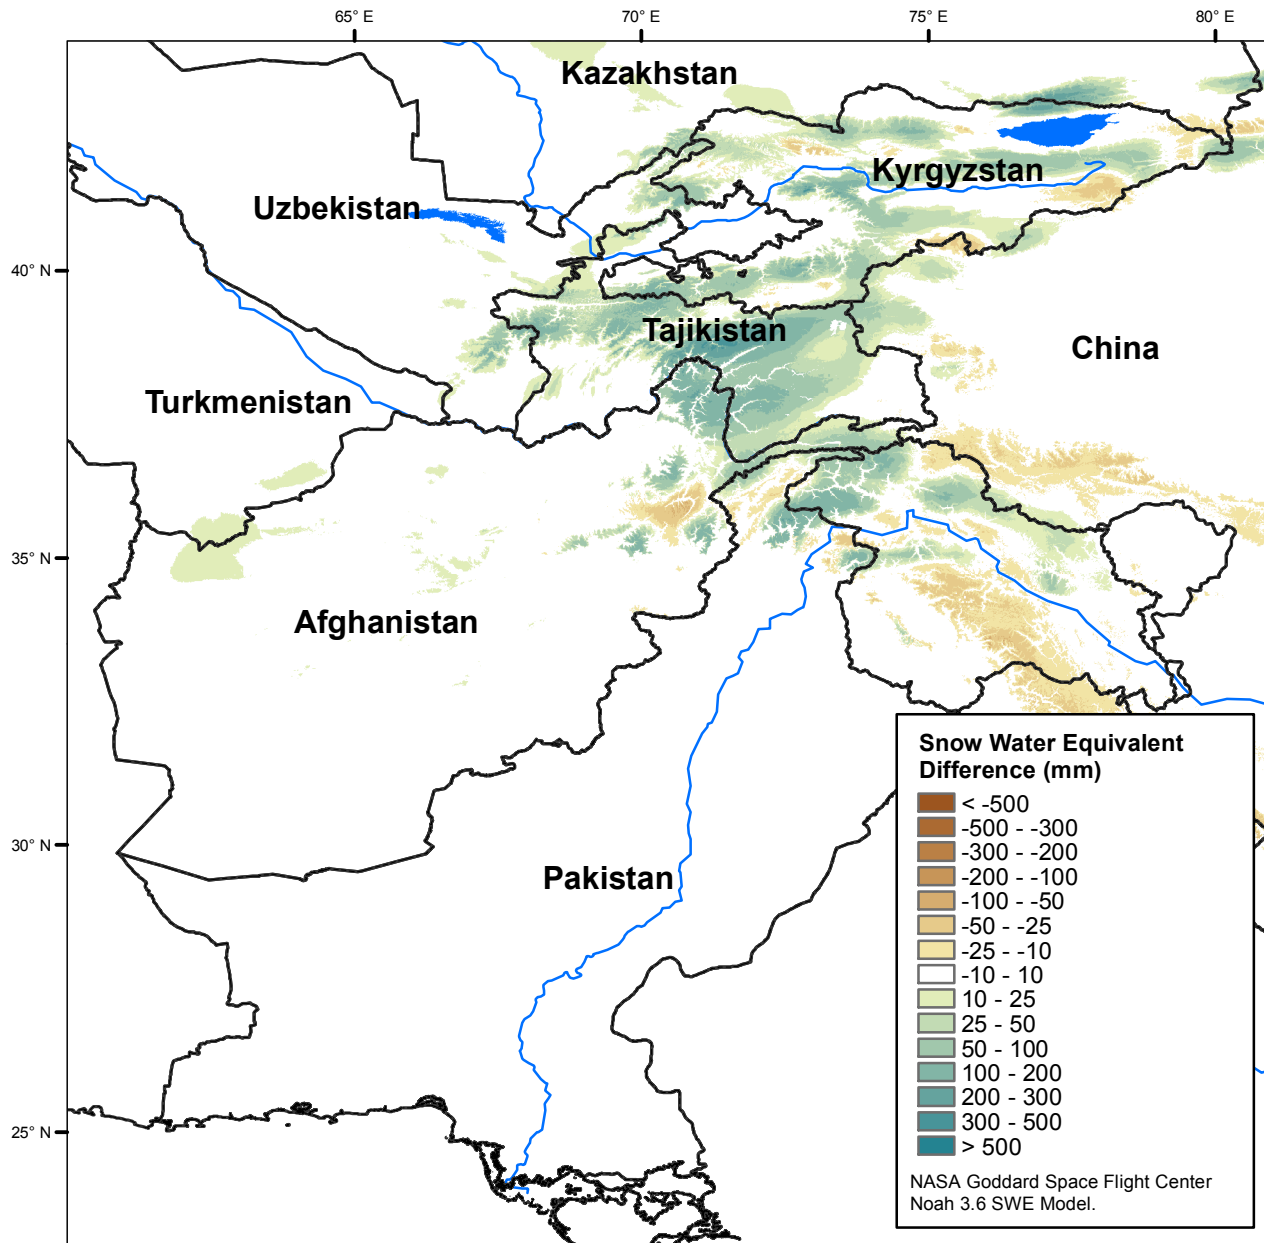 65° E
70° E
75° E
80° E
Kazakhstan
Kyrgyzstan
Uzbekistan
40° N
Tajikistan
China
Turkmenistan
35° N
Afghanistan
Snow Water Equivalent
Difference (mm)
< -500
-500 - -300
-300 - -200
-200 - -100
-100 - -50
-50 - -25
-25 - -10
-10 - 10
10 - 25
25 - 50
50 - 100
100 - 200
200 - 300
300 - 500
> 500
30° N
Pakistan
25° N
NASA Goddard Space Flight Center
Noah 3.6 SWE Model.